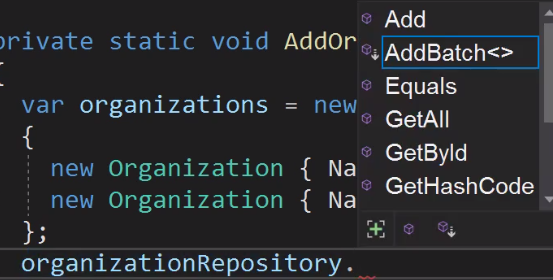 private static void AddOr
{
var organizations = new
{
new Organization { Na
new Organization { Na
};
organizationRepository.
Add
AddBatch<>
Equals
GetAll
GetById
GetHashCode